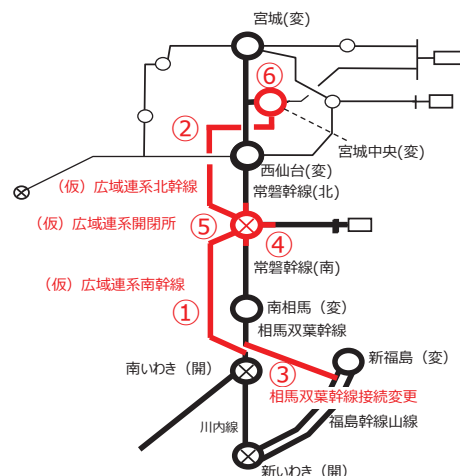 宮城(変)
⑥
②
宮城中央(変)
西仙台(変)
(仮)広域連系北幹線
常磐幹線(北)
(仮)広域連系開閉所
⑤
④
常磐幹線(南)
(仮)広域連系南幹線
①
南相馬(変)
相馬双葉幹線
新福島(変)
南いわき(開)
③
相馬双葉幹線接続変更
福島幹線山線
川内線
新いわき(開)